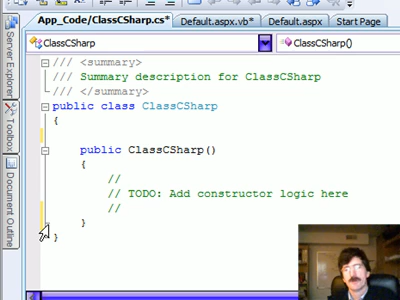 App_Code/ClassCSharp.cs* Default.aspx.vb* Default.aspx Start Page
ClassCSharp ClassCSharp()
Server Explorer
Toolbox
Document Outline
/// <summary>
/// Summary description for ClassCSharp
/// </summary>
public class ClassCSharp
{
public ClassCSharp()
{
//
// TODO: Add constructor logic here
//
}
}